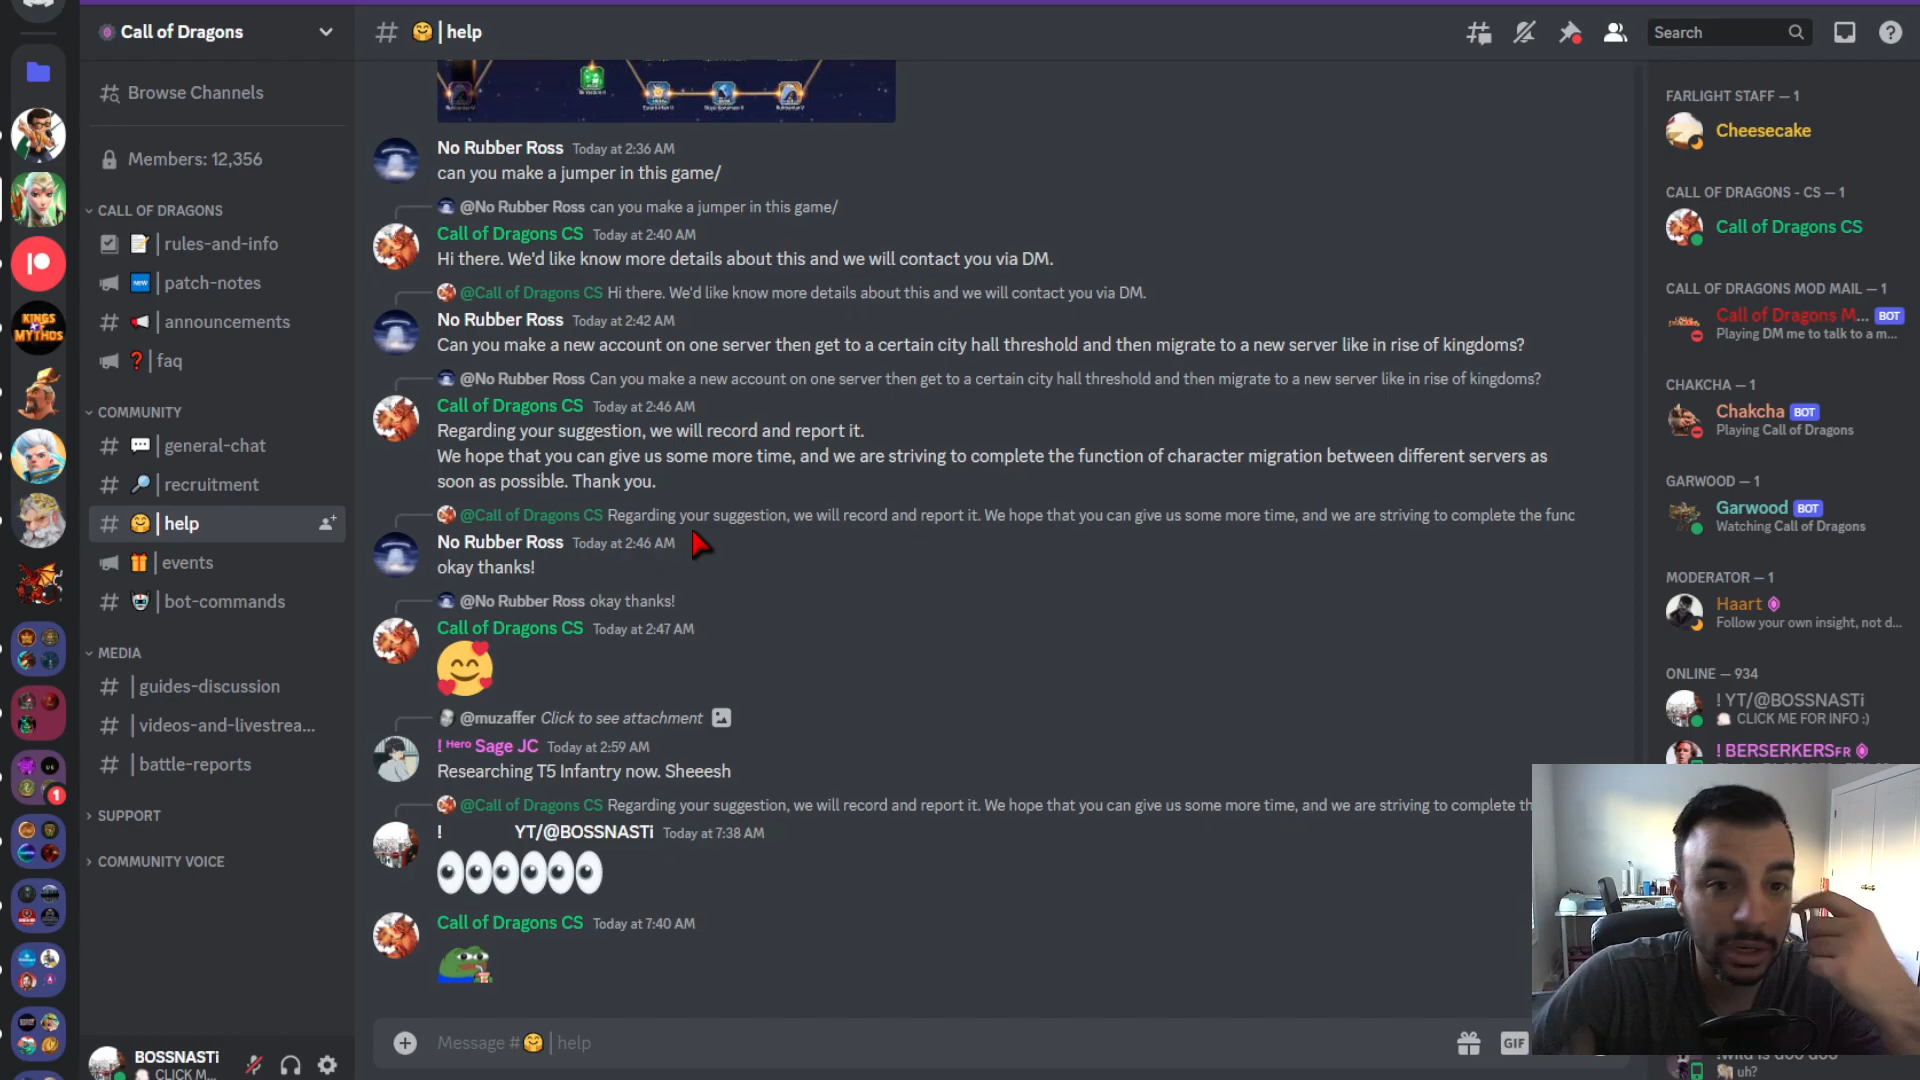 Call of Dragons
Browse Channels
Members: 12,356
CALL OF DRAGONS
rules-and-info
NEW
patch-notes
announcements
faq
COMMUNITY
general-chat
recruitment
help
events
bot-commands
MEDIA
guides-discussion
videos-and-livestrea...
battle-reports
SUPPORT
COMMUNITY VOICE
KINGS OF MYTHOS
1
BOSSNASTi
CLICK M...
help
Search
No Rubber Ross Today at 2:36 AM
can you make a jumper in this game/
@No Rubber Ross can you make a jumper in this game/
Call of Dragons CS Today at 2:40 AM
Hi there. We'd like know more details about this and we will contact you via DM.
@Call of Dragons CS Hi there. We'd like know more details about this and we will contact you via DM.
No Rubber Ross Today at 2:42 AM
Can you make a new account on one server then get to a certain city hall threshold and then migrate to a new server like in rise of kingdoms?
@No Rubber Ross Can you make a new account on one server then get to a certain city hall threshold and then migrate to a new server like in rise of kingdoms?
Call of Dragons CS Today at 2:46 AM
Regarding your suggestion, we will record and report it.
We hope that you can give us some more time, and we are striving to complete the function of character migration between different servers as
soon as possible. Thank you.
@Call of Dragons CS Regarding your suggestion, we will record and report it. We hope that you can give us some more time, and we are striving to complete the func
No Rubber Ross Today at 2:46 AM
okay thanks!
@No Rubber Ross okay thanks!
Call of Dragons CS Today at 2:47 AM
@muzaffer Click to see attachment
! ᴴᵉʳᵒ Sage JC Today at 2:59 AM
Researching T5 Infantry now. Sheeesh
@Call of Dragons CS Regarding your suggestion, we will record and report it. We hope that you can give us some more time, and we are striving to complete th
! YT/@BOSSNASTi Today at 7:38 AM
Call of Dragons CS Today at 7:40 AM
Message # help
GIF
FARLIGHT STAFF — 1
Cheesecake
CALL OF DRAGONS - CS — 1
Call of Dragons CS
CALL OF DRAGONS MOD MAIL — 1
Call of Dragons M... BOT
Playing DM me to talk to a m...
CHAKCHA — 1
Chakcha BOT
Playing Call of Dragons
GARWOOD — 1
Garwood BOT
Watching Call of Dragons
MODERATOR — 1
Haart
Follow your own insight, not d...
ONLINE — 934
! YT/@BOSSNASTi
CLICK ME FOR INFO :)
! BERSERKERSFR
uh?